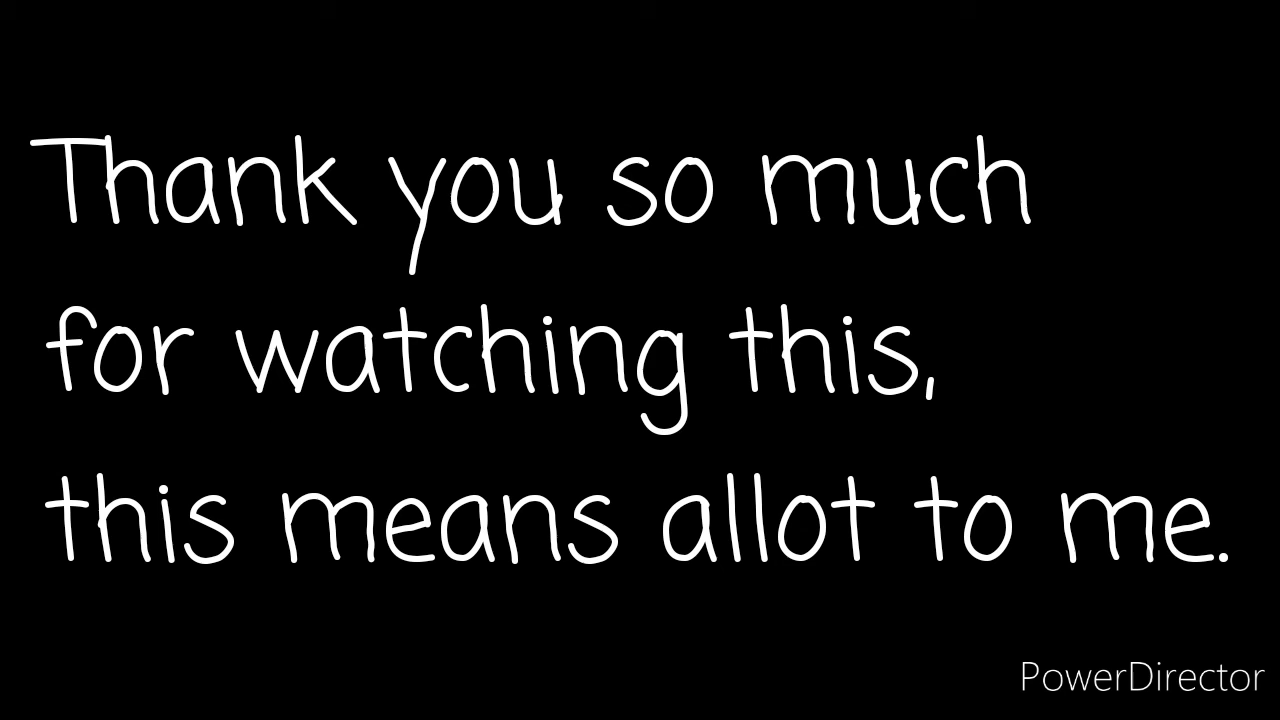 Thank you so much
for watching this,
this means allot to me.
PowerDirector